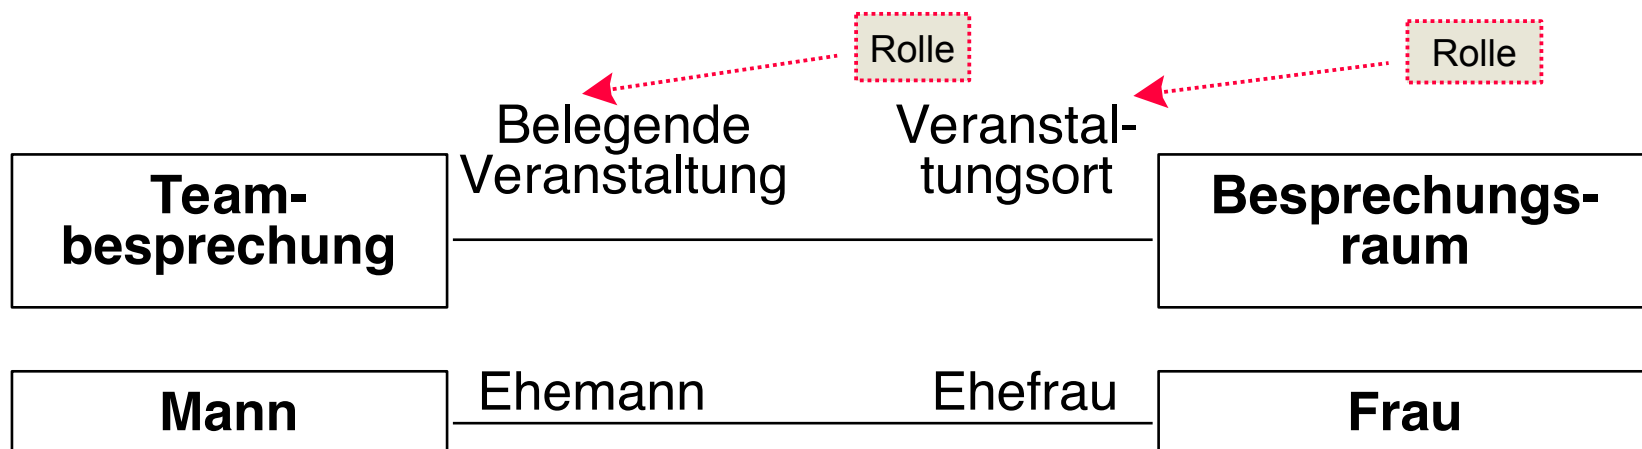 Rolle
Rolle
Belegende
Veranstaltung
Veranstal-
tungsort
Team-
besprechung
Besprechungs-
raum
Mann
Ehemann
Ehefrau
Frau